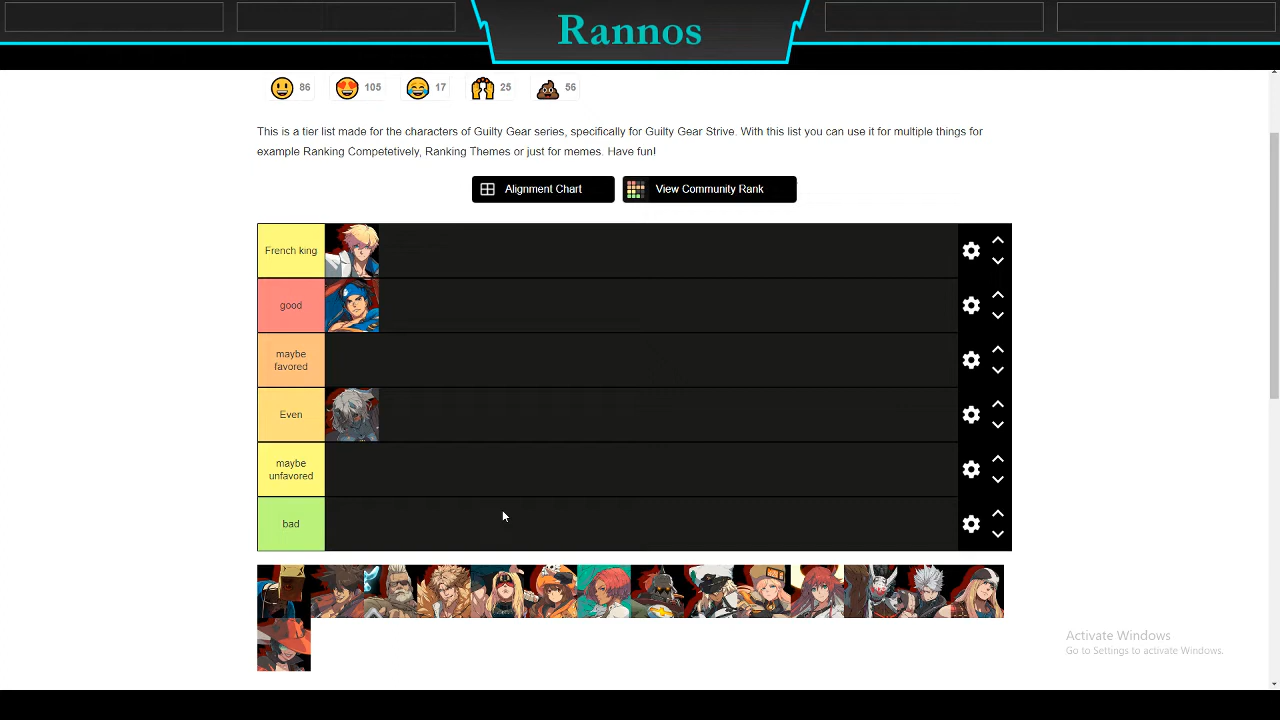 Rannos
86
105
17
25
56
This is a tier list made for the characters of Guilty Gear series, specifically for Guilty Gear Strive. With this list you can use it for multiple things for
example Ranking Competetively, Ranking Themes or just for memes. Have fun!
Alignment Chart
View Community Rank
French king
good
maybe
favored
Even
maybe
unfavored
bad
Activate Windows
Go to Settings to activate Windows.